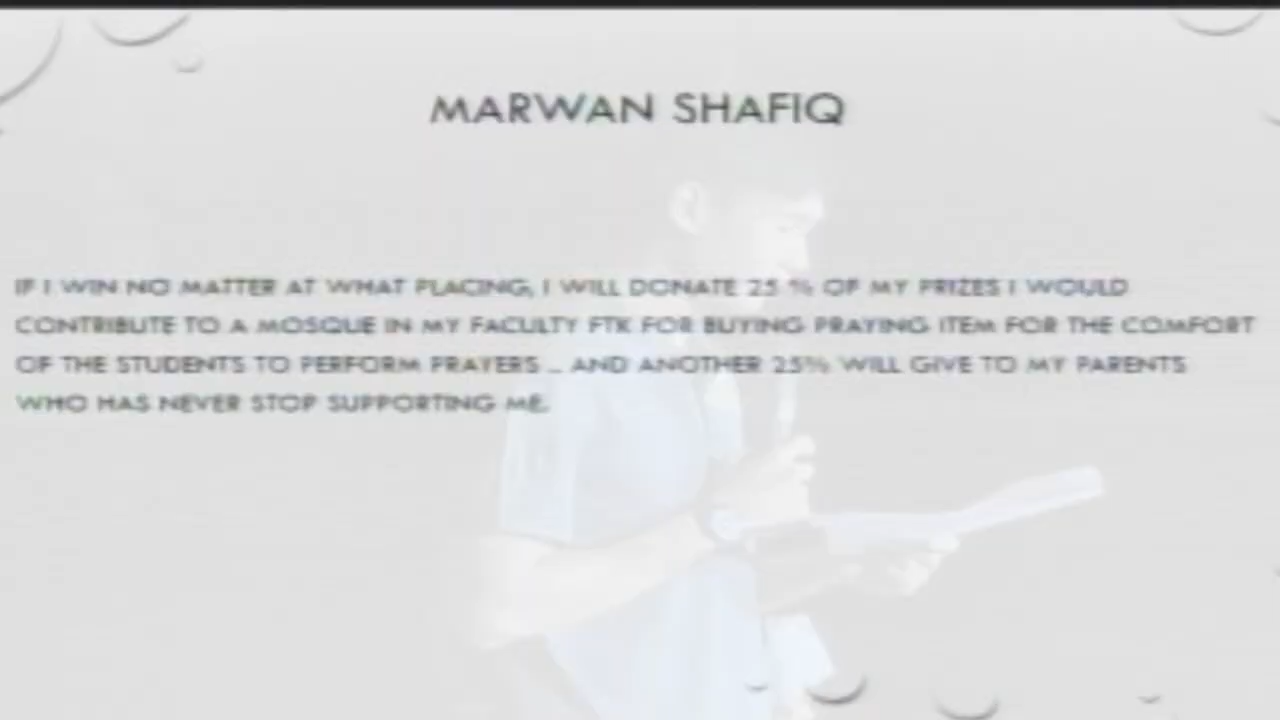 MARWAN SHAFIQ
IF I WIN NO MATTER AT WHAT PLACING, I WILL DONATE 25 % OF MY PRIZES I WOULD
CONTRIBUTE TO A MOSQUE IN MY FACULTY FTK FOR BUYING PRAYING ITEM FOR THE COMFORT
OF THE STUDENTS TO PERFORM PRAYERS .. AND ANOTHER 25% WILL GIVE TO MY PARENTS
WHO HAS NEVER STOP SUPPORTING ME.